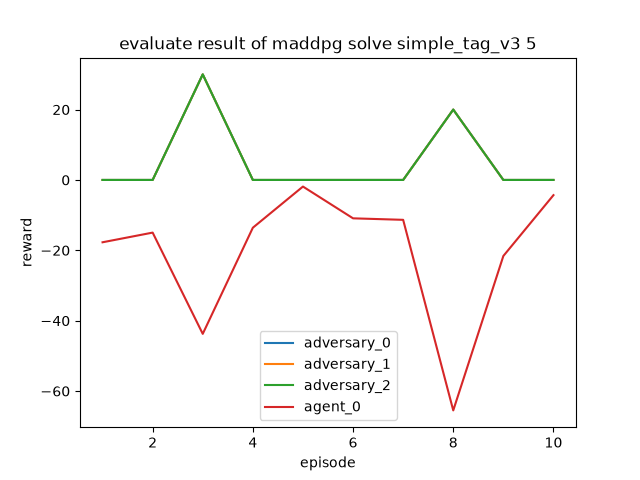 evaluate result of maddpg solve simple_tag_v3 5
reward
20
0
−20
−40
−60
adversary_0
adversary_1
adversary_2
agent_0
2
4
6
8
10
episode